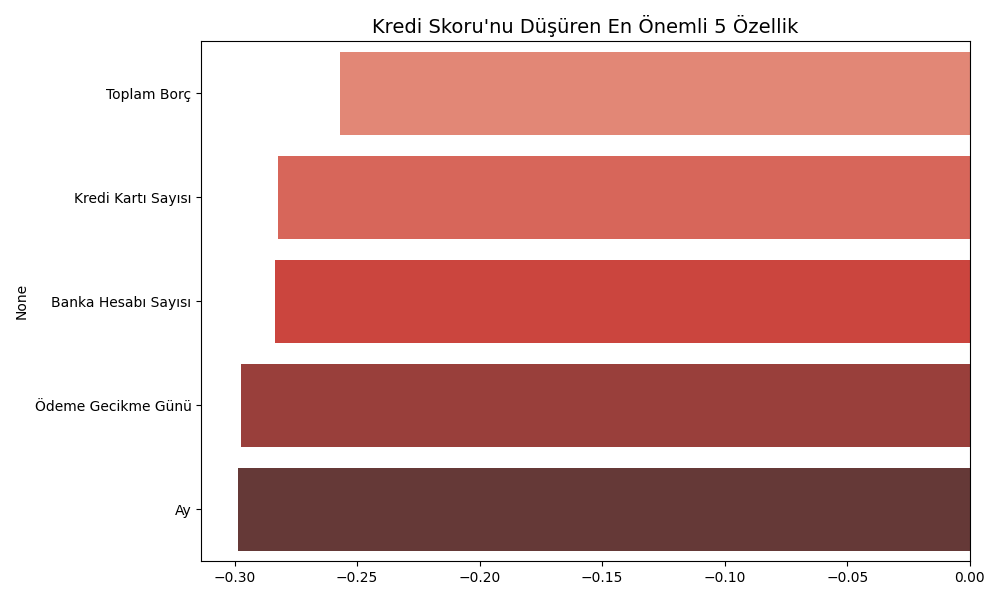 Kredi Skoru'nu Düşüren En Önemli 5 Özellik
Toplam Borç
Kredi Kartı Sayısı
Banka Hesabı Sayısı
Ödeme Gecikme Günü
Ay
None
−0.30
−0.25
−0.20
−0.15
−0.10
−0.05
0.00